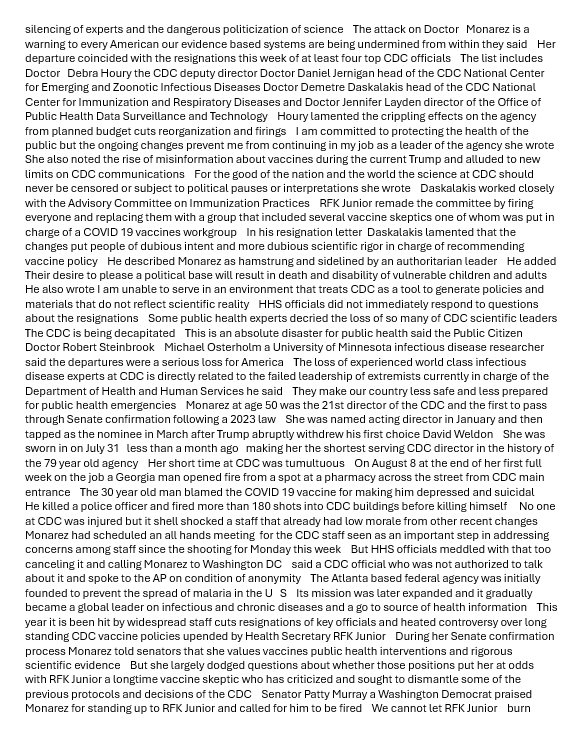 silencing of experts and the dangerous politicization of science   The attack on Doctor  Monarez is a
warning to every American our evidence based systems are being undermined from within they said   Her
departure coincided with the resignations this week of at least four top CDC officials   The list includes
Doctor  Debra Houry the CDC deputy director Doctor Daniel Jernigan head of the CDC National Center
for Emerging and Zoonotic Infectious Diseases Doctor Demetre Daskalakis head of the CDC National
Center for Immunization and Respiratory Diseases and Doctor Jennifer Layden director of the Office of
Public Health Data Surveillance and Technology   Houry lamented the crippling effects on the agency
from planned budget cuts reorganization and firings   I am committed to protecting the health of the
public but the ongoing changes prevent me from continuing in my job as a leader of the agency she wrote
She also noted the rise of misinformation about vaccines during the current Trump and alluded to new
limits on CDC communications   For the good of the nation and the world the science at CDC should
never be censored or subject to political pauses or interpretations she wrote   Daskalakis worked closely
with the Advisory Committee on Immunization Practices   RFK Junior remade the committee by firing
everyone and replacing them with a group that included several vaccine skeptics one of whom was put in
charge of a COVID 19 vaccines workgroup   In his resignation letter  Daskalakis lamented that the
changes put people of dubious intent and more dubious scientific rigor in charge of recommending
vaccine policy   He described Monarez as hamstrung and sidelined by an authoritarian leader   He added
Their desire to please a political base will result in death and disability of vulnerable children and adults
He also wrote I am unable to serve in an environment that treats CDC as a tool to generate policies and
materials that do not reflect scientific reality   HHS officials did not immediately respond to questions
about the resignations   Some public health experts decried the loss of so many of CDC scientific leaders
The CDC is being decapitated   This is an absolute disaster for public health said the Public Citizen
Doctor Robert Steinbrook   Michael Osterholm a University of Minnesota infectious disease researcher
said the departures were a serious loss for America   The loss of experienced world class infectious
disease experts at CDC is directly related to the failed leadership of extremists currently in charge of the
Department of Health and Human Services he said   They make our country less safe and less prepared
for public health emergencies   Monarez at age 50 was the 21st director of the CDC and the first to pass
through Senate confirmation following a 2023 law   She was named acting director in January and then
tapped as the nominee in March after Trump abruptly withdrew his first choice David Weldon   She was
sworn in on July 31   less than a month ago   making her the shortest serving CDC director in the history of
the 79 year old agency   Her short time at CDC was tumultuous   On August 8 at the end of her first full
week on the job a Georgia man opened fire from a spot at a pharmacy across the street from CDC main
entrance   The 30 year old man blamed the COVID 19 vaccine for making him depressed and suicidal
He killed a police officer and fired more than 180 shots into CDC buildings before killing himself    No one
at CDC was injured but it shell shocked a staff that already had low morale from other recent changes
Monarez had scheduled an all hands meeting  for the CDC staff seen as an important step in addressing
concerns among staff since the shooting for Monday this week   But HHS officials meddled with that too
canceling it and calling Monarez to Washington DC   said a CDC official who was not authorized to talk
about it and spoke to the AP on condition of anonymity   The Atlanta based federal agency was initially
founded to prevent the spread of malaria in the U  S   Its mission was later expanded and it gradually
became a global leader on infectious and chronic diseases and a go to source of health information   This
year it is been hit by widespread staff cuts resignations of key officials and heated controversy over long
standing CDC vaccine policies upended by Health Secretary RFK Junior   During her Senate confirmation
process Monarez told senators that she values vaccines public health interventions and rigorous
scientific evidence   But she largely dodged questions about whether those positions put her at odds
with RFK Junior a longtime vaccine skeptic who has criticized and sought to dismantle some of the
previous protocols and decisions of the CDC   Senator Patty Murray a Washington Democrat praised
Monarez for standing up to RFK Junior and called for him to be fired   We cannot let RFK Junior   burn